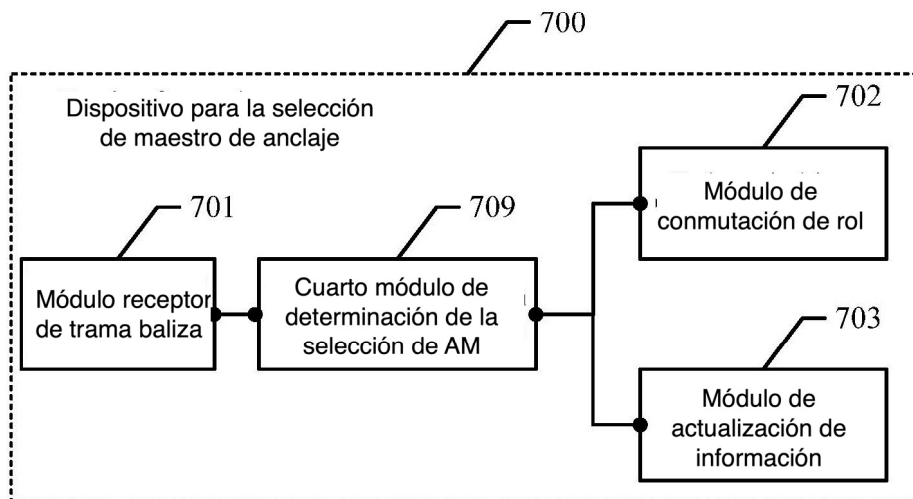 700
Dispositivo para la selección
de maestro de anclaje
702
Módulo de
conmutación de rol
701
Módulo receptor
de trama baliza
709
Cuarto módulo de
determinación de la
selección de AM
703
Módulo de
actualización de
información